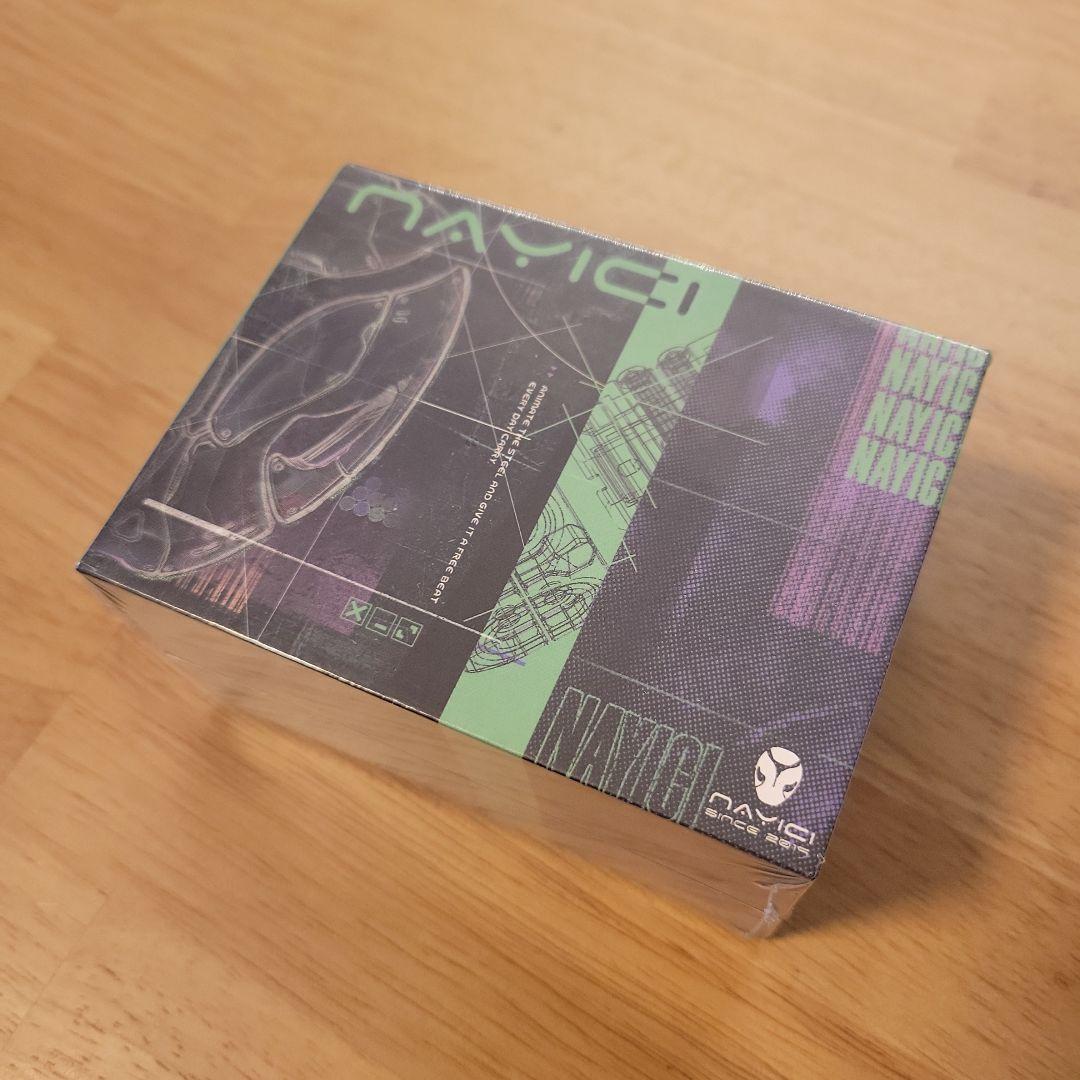 NAYICI
ANIMATE THE STEEL AND GIVE IT A FREE BEAT
EVERY DAY CARRY
NAYIC
NAYIC
NAYIC
NAYICI
NAYICI
SINCE 2015